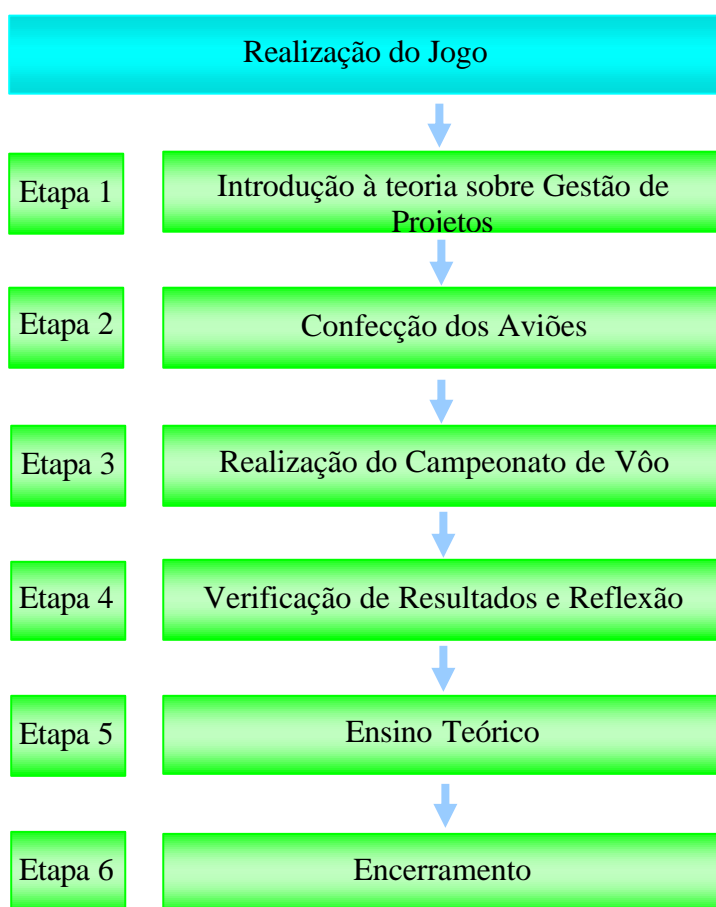 Realização do Jogo
Etapa 1
Introdução à teoria sobre Gestão de
Projetos
Etapa 2
Confecção dos Aviões
Etapa 3
Realização do Campeonato de Vôo
Etapa 4
Verificação de Resultados e Reflexão
Etapa 5
Ensino Teórico
Etapa 6
Encerramento